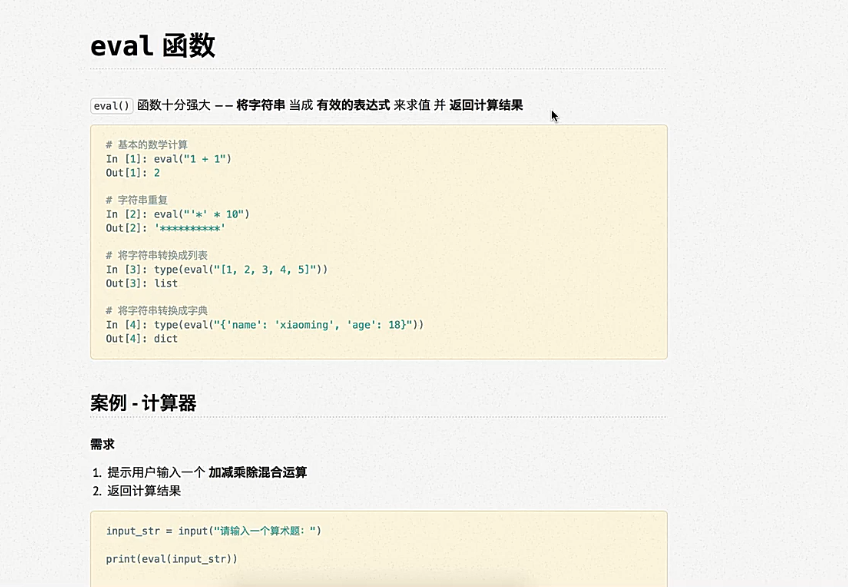 eval 函数
eval() 函数十分强大 —— 将字符串 当成 有效的表达式 来求值 并 返回计算结果
# 基本的数学计算
In [1]: eval("1 + 1")
Out[1]: 2
# 字符串重复
In [2]: eval("'*' * 10")
Out[2]: '**********'
# 将字符串转换成列表
In [3]: type(eval("[1, 2, 3, 4, 5]"))
Out[3]: list
# 将字符串转换成字典
In [4]: type(eval("{'name': 'xiaoming', 'age': 18}"))
Out[4]: dict
案例 - 计算器
需求
1. 提示用户输入一个 加减乘除混合运算
2. 返回计算结果
input_str = input("请输入一个算术题：")
print(eval(input_str))